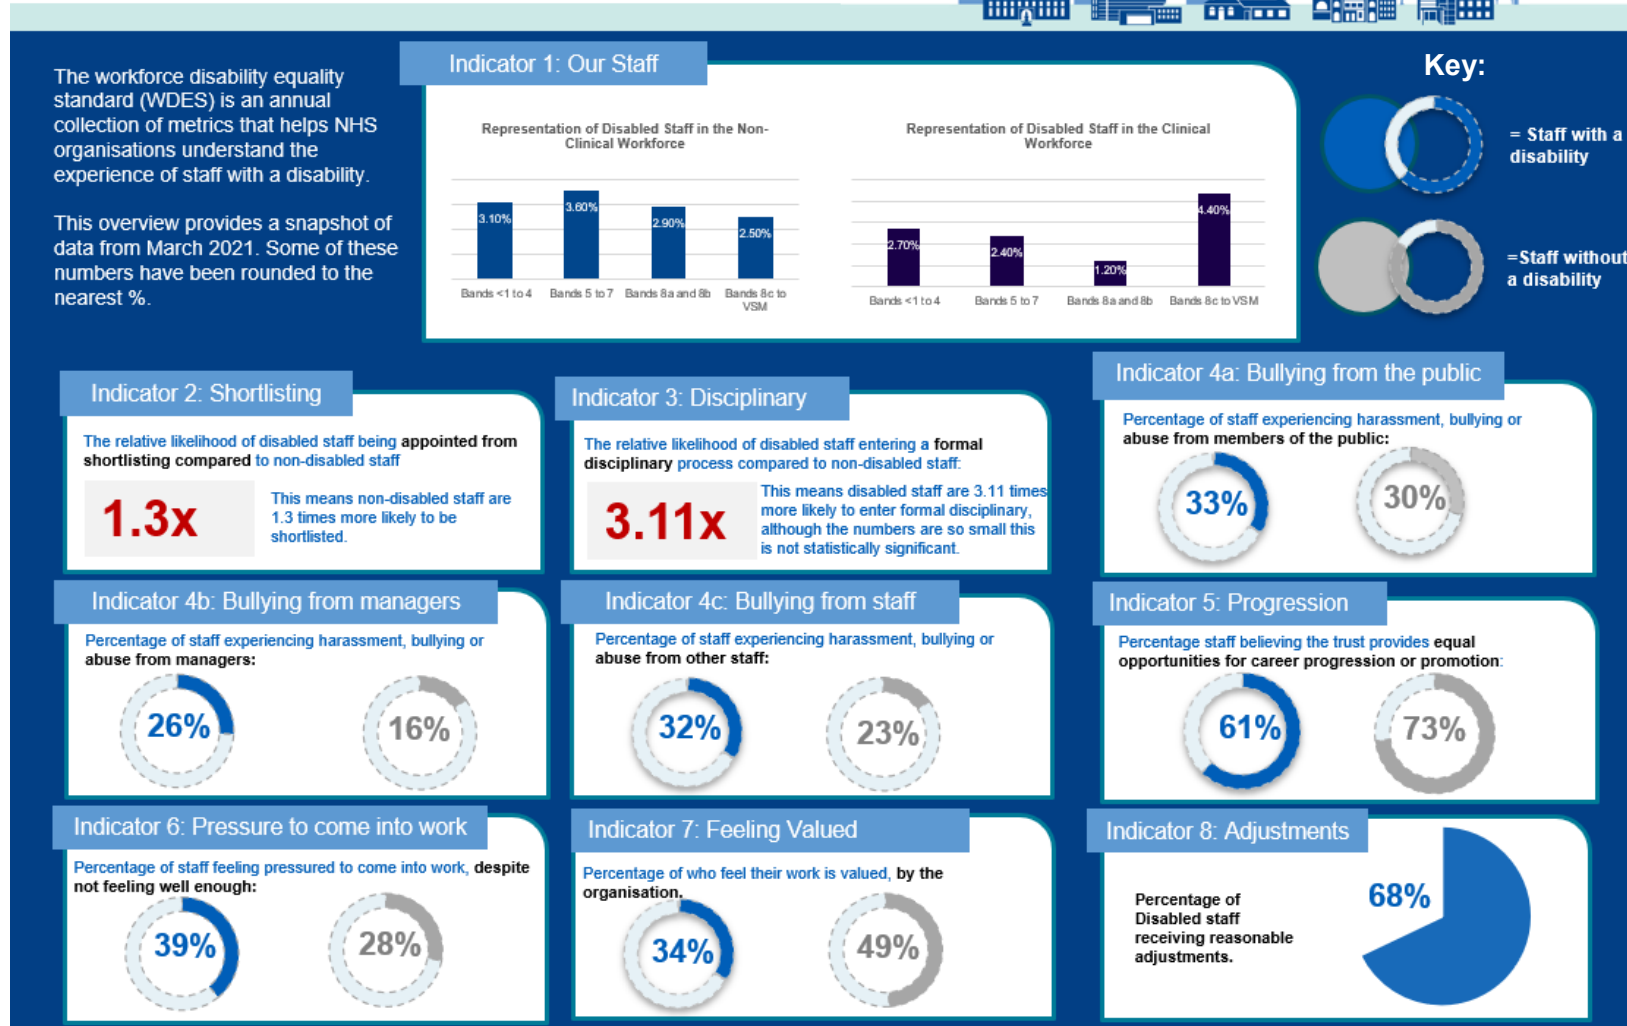 The workforce disability equality
standard (WDES) is an annual
collection of metrics that helps NHS
organisations understand the
experience of staff with a disability.
This overview provides a snapshot of
data from March 2021. Some of these
numbers have been rounded to the
nearest %.
Indicator 1: Our Staff
Representation of Disabled Staff in the Non-
Clinical Workforce
3.10%
3.60%
2.90%
2.50%
Bands <1 to 4
Bands 5 to 7
Bands 8a and 8b
Bands 8c to
VSM
Representation of Disabled Staff in the Clinical
Workforce
2.70%
2.40%
1.20%
4.40%
Bands <1 to 4
Bands 5 to 7
Bands 8a and 8b
Bands 8c to VSM
Key:
= Staff with a
disability
=Staff without
a disability
Indicator 2: Shortlisting
The relative likelihood of disabled staff being appointed from
shortlisting compared to non-disabled staff
1.3x
This means non-disabled staff are
1.3 times more likely to be
shortlisted.
Indicator 3: Disciplinary
The relative likelihood of disabled staff entering a formal
disciplinary process compared to non-disabled staff:
3.11x
This means disabled staff are 3.11 times
more likely to enter formal disciplinary,
although the numbers are so small this
is not statistically significant.
Indicator 4a: Bullying from the public
Percentage of staff experiencing harassment, bullying or
abuse from members of the public:
33%
30%
Indicator 4b: Bullying from managers
Percentage of staff experiencing harassment, bullying or
abuse from managers:
26%
16%
Indicator 4c: Bullying from staff
Percentage of staff experiencing harassment, bullying or
abuse from other staff:
32%
23%
Indicator 5: Progression
Percentage staff believing the trust provides equal
opportunities for career progression or promotion:
61%
73%
Indicator 6: Pressure to come into work
Percentage of staff feeling pressured to come into work, despite
not feeling well enough:
39%
28%
Indicator 7: Feeling Valued
Percentage of who feel their work is valued, by the
organisation.
34%
49%
Indicator 8: Adjustments
Percentage of
Disabled staff
receiving reasonable
adjustments.
68%